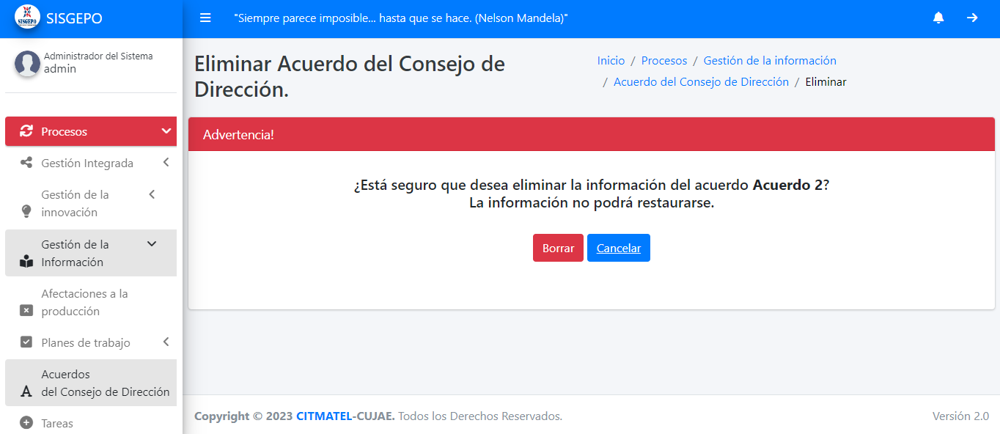 SISGEPO
SISGEPO
"Siempre parece imposible... hasta que se hace. (Nelson Mandela)"
Administrador del Sistema
admin
Procesos
Gestión Integrada
Gestión de la
innovación
Gestión de la
Información
Afectaciones a la
producción
Planes de trabajo
Acuerdos
del Consejo de Dirección
Tareas
Eliminar Acuerdo del Consejo de
Dirección.
Inicio / Procesos / Gestión de la información
/ Acuerdo del Consejo de Dirección / Eliminar
Advertencia!
¿Está seguro que desea eliminar la información del acuerdo Acuerdo 2?
La información no podrá restaurarse.
Borrar Cancelar
Copyright © 2023 CITMATEL-CUJAE. Todos los Derechos Reservados.
Versión 2.0